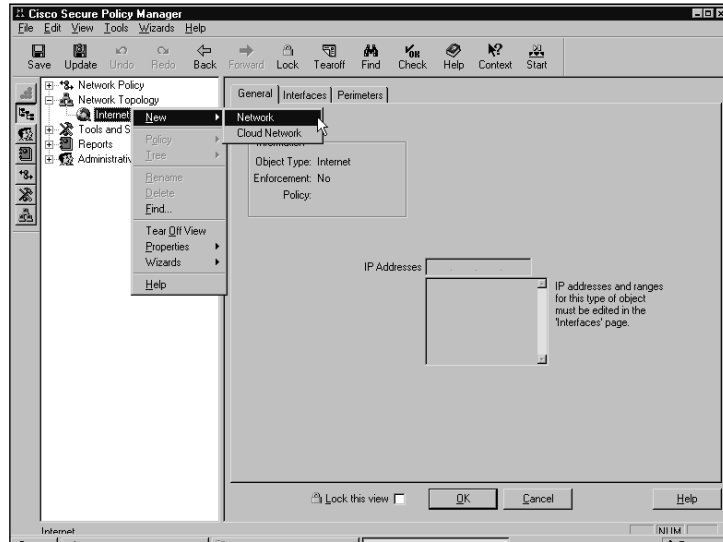 Cisco Secure Policy Manager
File Edit View Tools Wizards Help
Save Update Undo Redo Back Forward Lock Tearoff Find Check Help Context Start
Network Policy
Network Topology
Internet
Tools and S
Reports
Administrativ
New
Policy
Tree
Rename
Delete
Find...
Tear Off View
Properties
Wizards
Help
Network
Cloud Network
General Interfaces Perimeters
Object Type: Internet
Enforcement: No
Policy:
IP Addresses
IP addresses and ranges
for this type of object
must be edited in the
'Interfaces' page.
Lock this view OK Cancel Help
Internet NUM